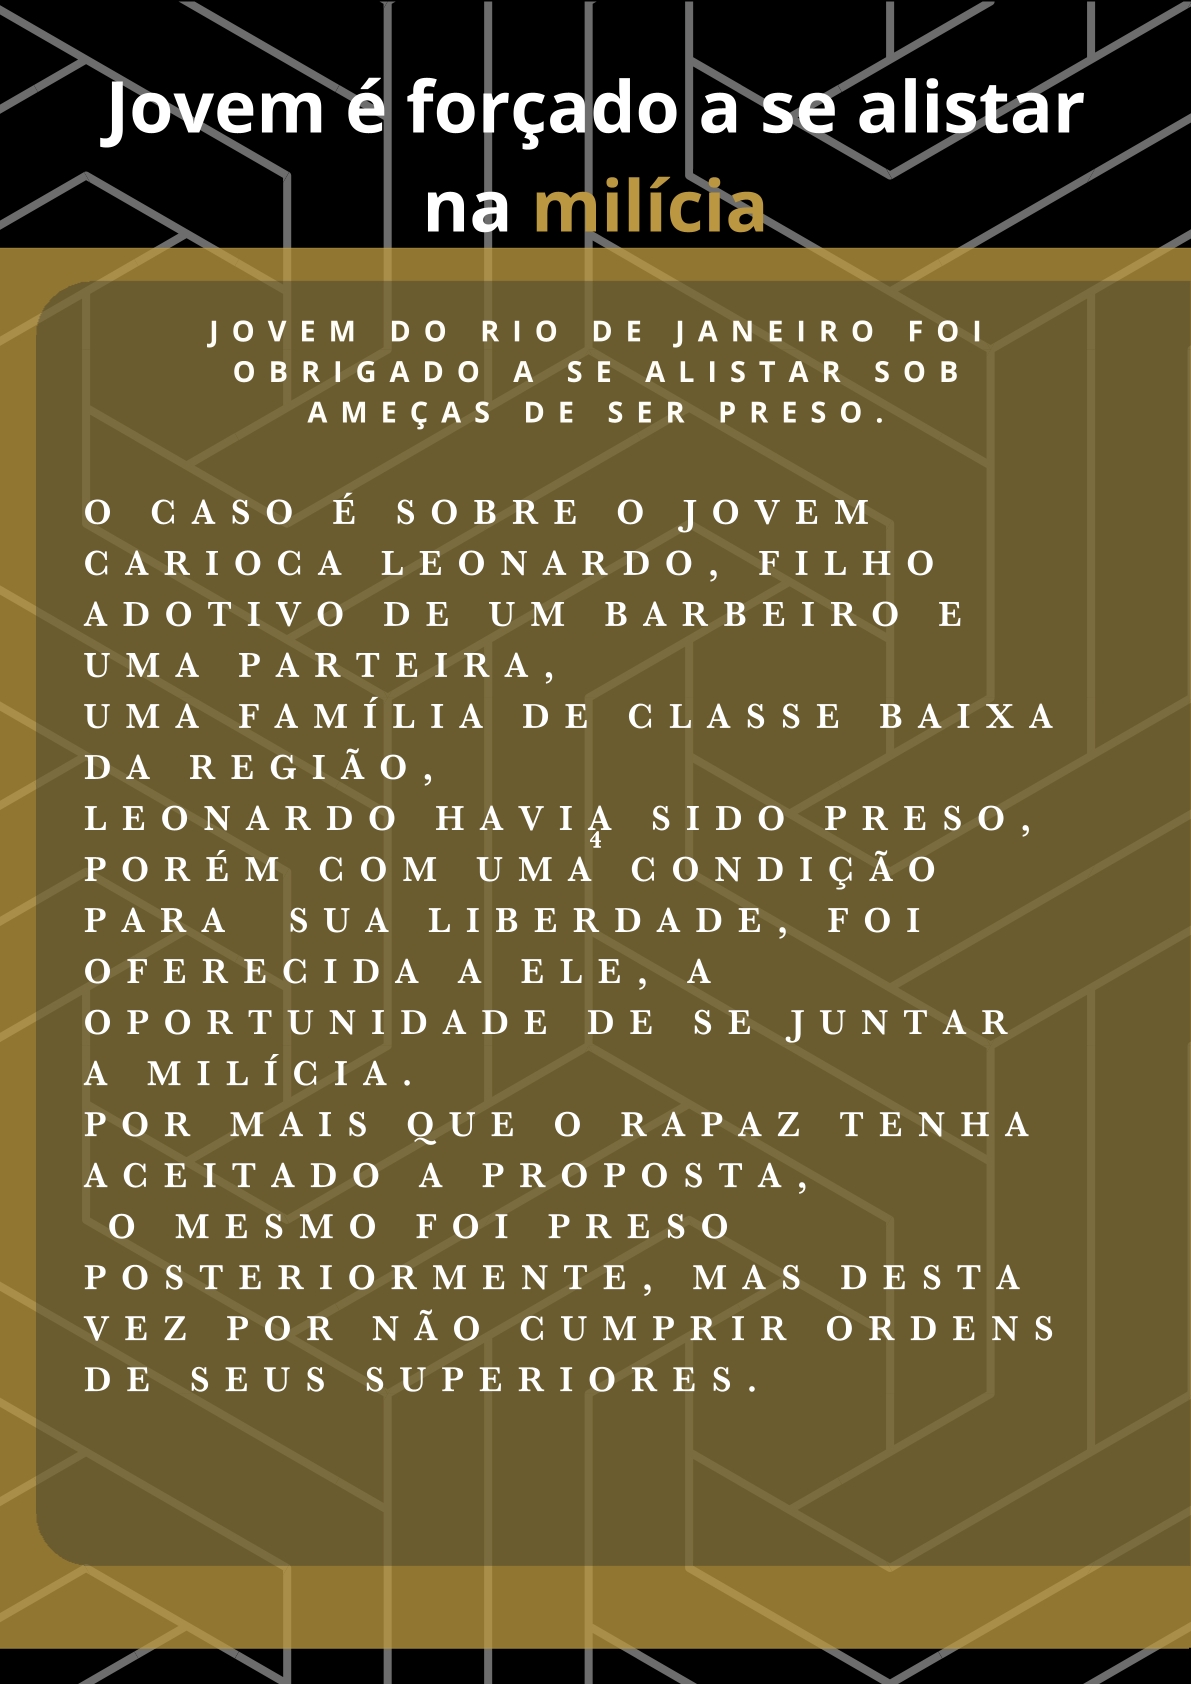 Jovem é forçado a se alistar
na milícia
JOVEM DO RIO DE JANEIRO FOI
OBRIGADO A SE ALISTAR SOB
AMEÇAS DE SER PRESO.
O CASO É SOBRE O JOVEM
CARIOCA LEONARDO, FILHO
ADOTIVO DE UM BARBEIRO E
UMA PARTEIRA,
UMA FAMÍLIA DE CLASSE BAIXA
DA REGIÃO,
LEONARDO HAVIA SIDO PRESO,
4
PORÉM COM UMA CONDIÇÃO
PARA SUA LIBERDADE, FOI
OFERECIDA A ELE, A
OPORTUNIDADE DE SE JUNTAR
A MILÍCIA.
POR MAIS QUE O RAPAZ TENHA
ACEITADO A PROPOSTA,
O MESMO FOI PRESO
POSTERIORMENTE, MAS DESTA
VEZ POR NÃO CUMPRIR ORDENS
DE SEUS SUPERIORES.